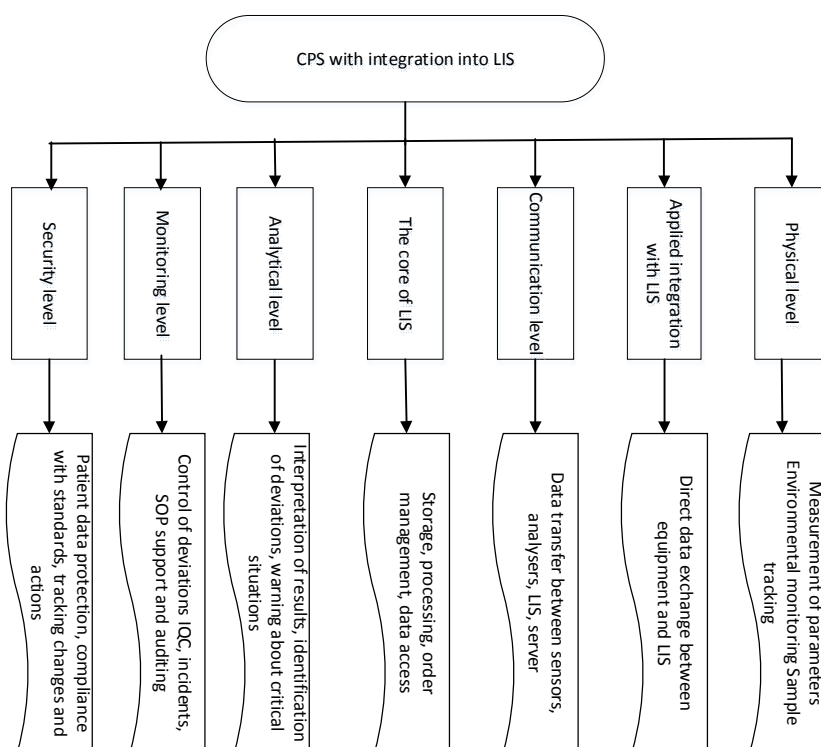 CPS with integration into LIS
Security level
Monitoring level
Analytical level
The core of LIS
Communication level
Applied integration
with LIS
Physical level
Patient data protection, compliance
with standards, tracking changes and
actions
Control of deviations IQC, incidents,
SOP support and auditing
Interpretation of results, identification
of deviations, warning about critical
situations
Storage, processing, order
management, data access
Data transfer between sensors,
analysers, LIS, server
Direct data exchange between
equipment and LIS
Measurement of parameters
Environmental monitoring Sample
tracking